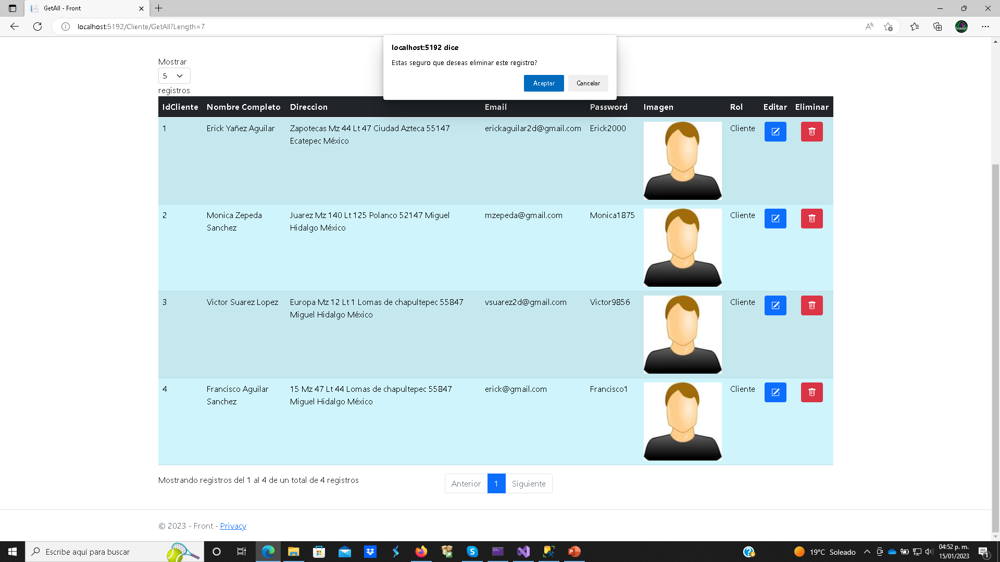 GetAll - Front
localhost:5192/Cliente/GetAll?Length=7
localhost:5192 dice
Estas seguro que deseas eliminar este registro?
Aceptar Cancelar
Mostrar
5
registros
IdCliente Nombre Completo Direccion Email Password Imagen Rol Editar Eliminar
1 Erick Yañez Aguilar Zapotecas Mz 44 Lt 47 Ciudad Azteca 55147 erickaguilar2d@gmail.com Erick2000 Cliente
Ecatepec México
2 Monica Zepeda Juarez Mz 140 Lt 125 Polanco 52147 Miguel mzepeda@gmail.com Monica1875 Cliente
Sanchez Hidalgo México
3 Victor Suarez Lopez Europa Mz 12 Lt 1 Lomas de chapultepec 55847 vsuarez2d@gmail.com Victor9856 Cliente
Miguel Hidalgo México
4 Francisco Aguilar 15 Mz 47 Lt 44 Lomas de chapultepec 55847 erick@gmail.com Francisco1 Cliente
Sanchez Miguel Hidalgo México
Mostrando registros del 1 al 4 de un total de 4 registros
Anterior 1 Siguiente
© 2023 - Front - Privacy
Escribe aquí para buscar
19°C Soleado
04:52 p. m.
15/01/2023
1